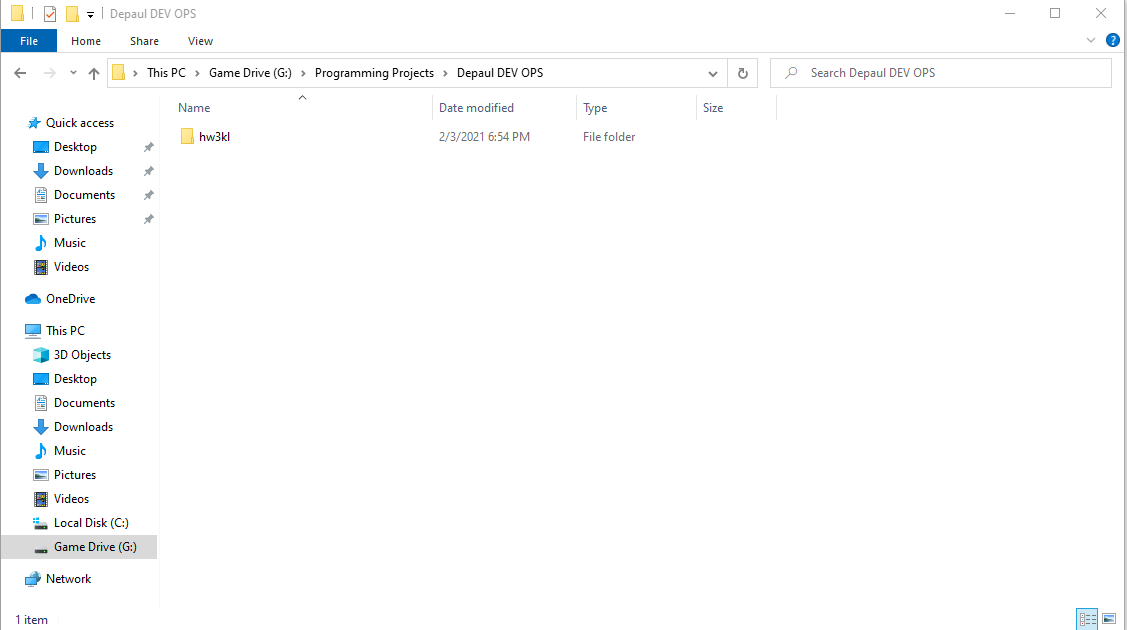 Depaul DEV OPS
File Home Share View
This PC Game Drive (G:) Programming Projects Depaul DEV OPS Search Depaul DEV OPS
Name Date modified Type Size
hw3kl 2/3/2021 6:54 PM File folder
Quick access
Desktop
Downloads
Documents
Pictures
Music
Videos
OneDrive
This PC
3D Objects
Desktop
Documents
Downloads
Music
Pictures
Videos
Local Disk (C:)
Game Drive (G:)
Network
1 item